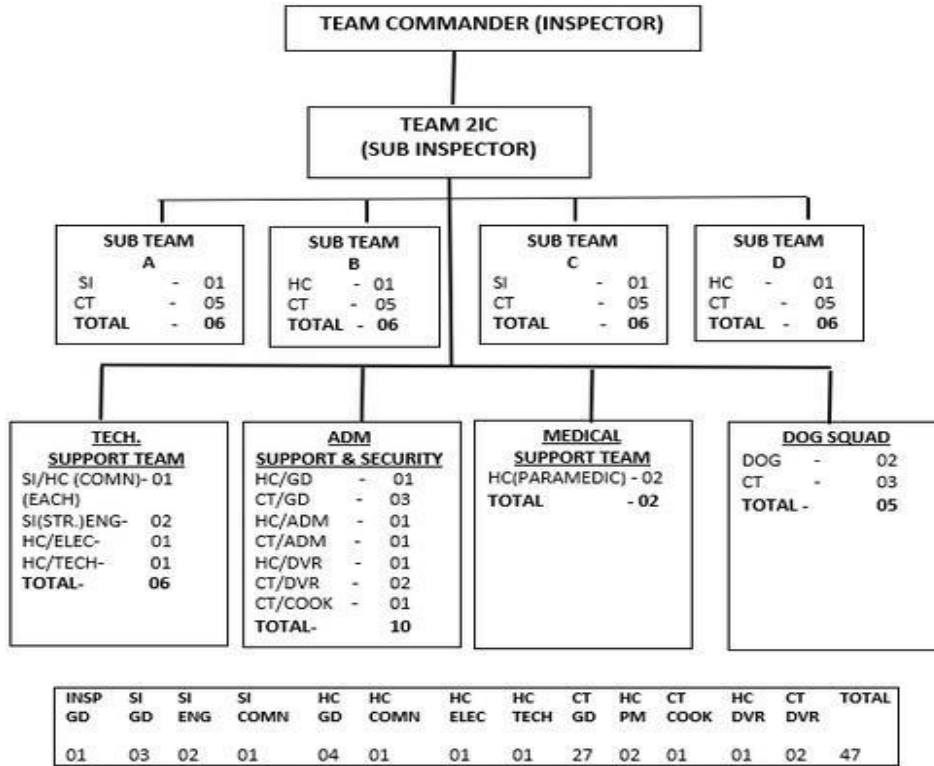 TEAM COMMANDER (INSPECTOR)
TEAM 2IC
(SUB INSPECTOR)
SUB TEAM
A
SI - 01
CT - 05
TOTAL - 06
SUB TEAM
B
HC - 01
CT - 05
TOTAL - 06
SUB TEAM
C
SI - 01
CT - 05
TOTAL - 06
SUB TEAM
D
HC - 01
CT - 05
TOTAL - 06
TECH.
SUPPORT TEAM
SI/HC (COMN)- 01
(EACH)
SI(STR.)ENG- 02
HC/ELEC- 01
HC/TECH- 01
TOTAL- 06
ADM
SUPPORT & SECURITY
HC/GD - 01
CT/GD - 03
HC/ADM - 01
CT/ADM - 01
HC/DVR - 01
CT/DVR - 02
CT/COOK - 01
TOTAL- 10
MEDICAL
SUPPORT TEAM
HC(PARAMEDIC) - 02
TOTAL - 02
DOG SQUAD
DOG - 02
CT - 03
TOTAL - 05
INSP SI SI SI HC HC HC HC CT HC CT HC CT TOTAL
GD GD ENG COMN GD COMN ELEC TECH GD PM COOK DVR DVR
01 03 02 01 04 01 01 01 27 02 01 01 02 47